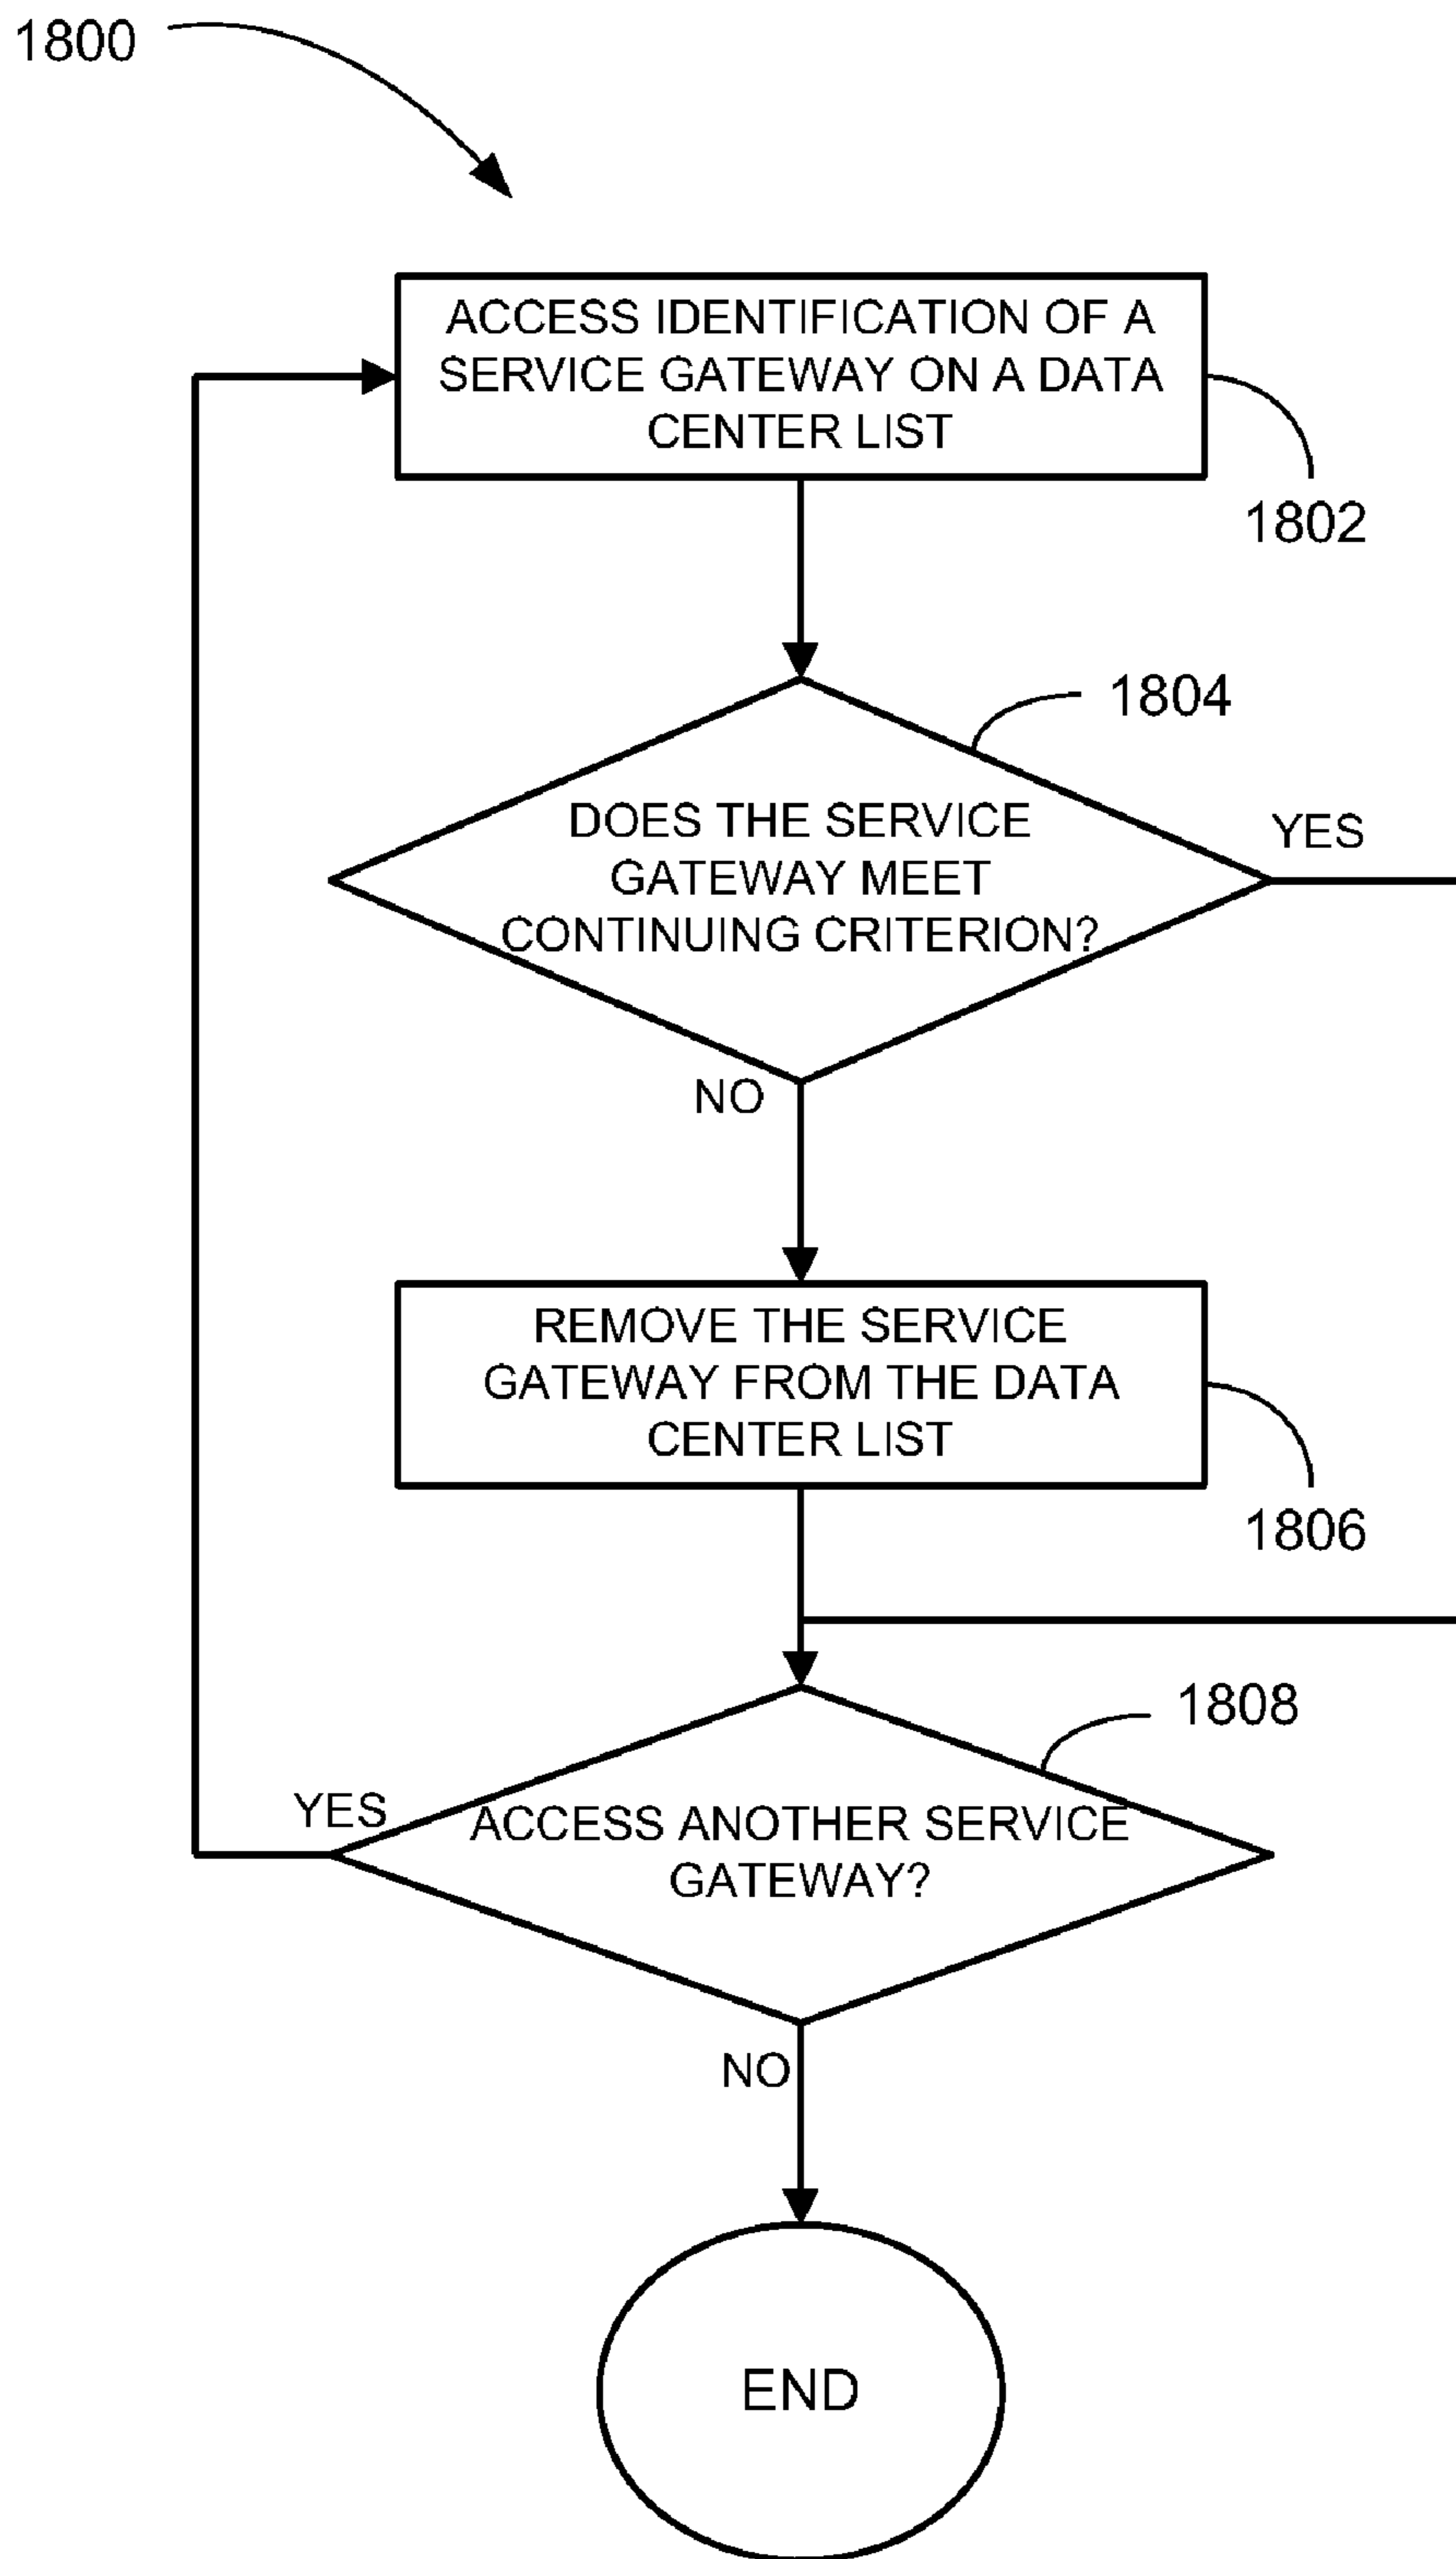 1800
ACCESS IDENTIFICATION OF A
SERVICE GATEWAY ON A DATA
CENTER LIST
1802
1804
DOES THE SERVICE
GATEWAY MEET
CONTINUING CRITERION?
YES
NO
REMOVE THE SERVICE
GATEWAY FROM THE DATA
CENTER LIST
1806
1808
YES
ACCESS ANOTHER SERVICE
GATEWAY?
NO
END